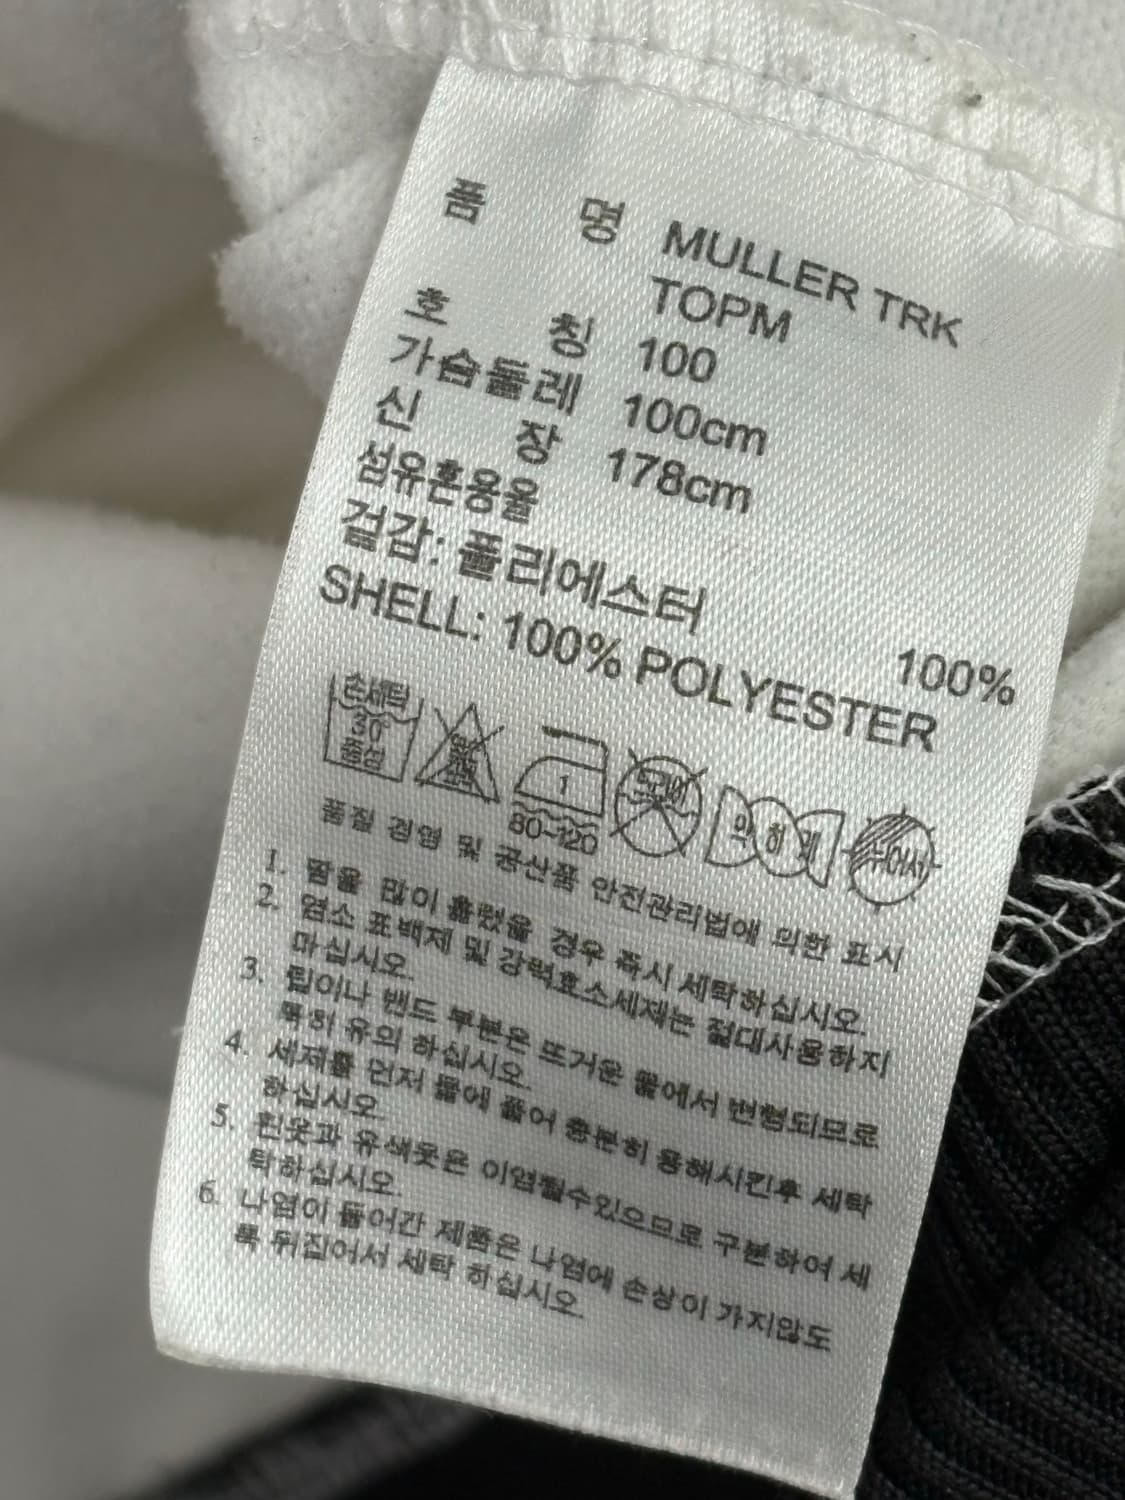 품 명 MULLER TRK
TOPM
호 칭 100
가슴둘레 100cm
신 장 178cm
섬유혼용율
겉감: 폴리에스터 100%
SHELL: 100% POLYESTER
손세탁
30°
중성
1
80~120
드라이
약하게
뉘어서
품질 경영 및 공산품 안전관리법에 의한 표시
1. 땀을 많이 흘렸을 경우 즉시 세탁하십시오.
2. 염소 표백제 및 강력효소세제는 절대사용하지
마십시오.
3. 립이나 밴드 부분은 뜨거운 물에서 변형되므로
특히 유의 하십시오.
4. 세제를 먼저 물에 풀어 충분히 용해시킨후 세탁
하십시오.
5. 흰옷과 유색옷은 이염될수있으므로 구분하여 세
탁하십시오.
6. 나염이 들어간 제품은 나염에 손상이 가지않도
록 뒤집어서 세탁 하십시오.